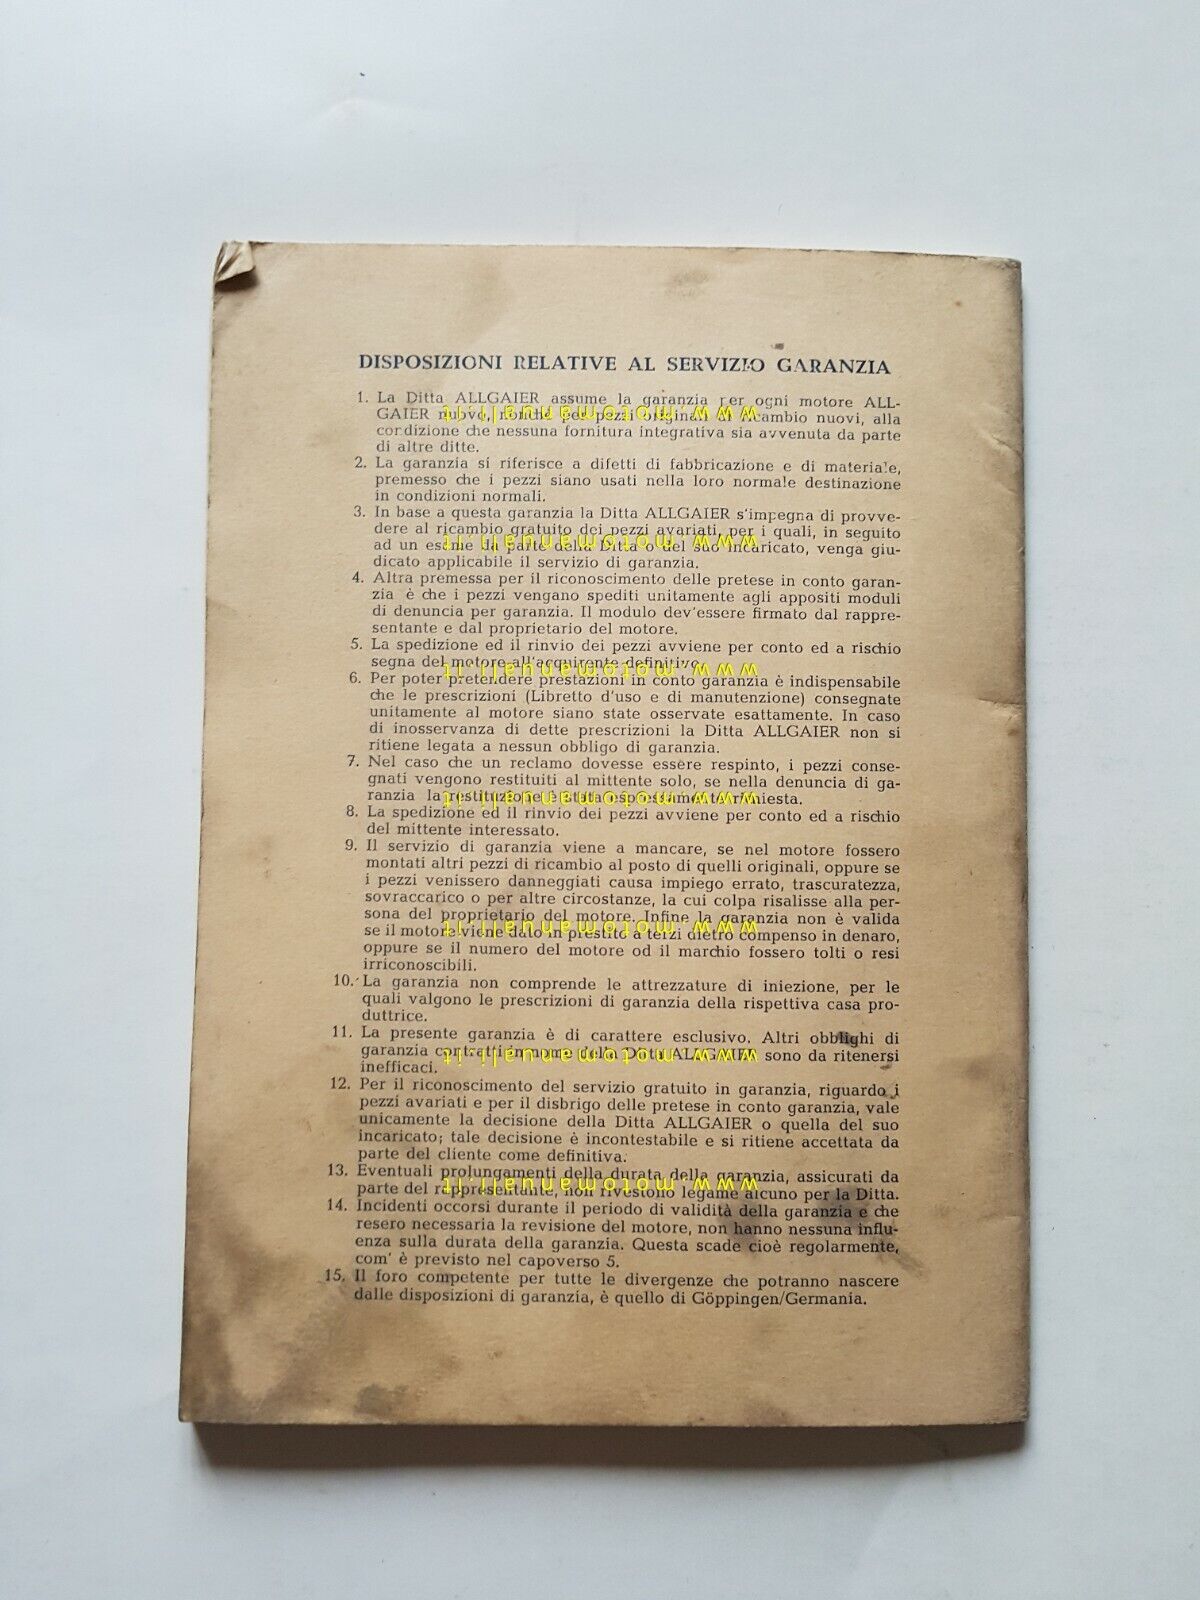 DISPOSIZIONI RELATIVE AL SERVIZIO GARANZIA
1. La Ditta ALLGAIER assume la garanzia per ogni motore ALL-
GAIER nuovo, nonchè per pezzi originali di ricambio nuovi, alla
condizione che nessuna fornitura integrativa sia avvenuta da parte
di altre ditte.
2. La garanzia si riferisce a difetti di fabbricazione e di materiale,
premesso che i pezzi siano usati nella loro normale destinazione
in condizioni normali.
3. In base a questa garanzia la Ditta ALLGAIER s'impegna di provve-
dere al ricambio gratuito dei pezzi avariati, per i quali, in seguito
ad un esame da parte della Ditta o del suo incaricato, venga giu-
dicato applicabile il servizio di garanzia.
4. Altra premessa per il riconoscimento delle pretese in conto garan-
zia è che i pezzi vengano spediti unitamente agli appositi moduli
di denuncia per garanzia. Il modulo dev'essere firmato dal rappre-
sentante e dal proprietario del motore.
5. La spedizione ed il rinvio dei pezzi avviene per conto ed a rischio
segna del motore all'acquirente definitivo.
6. Per poter pretendere prestazioni in conto garanzia è indispensabile
che le prescrizioni (Libretto d'uso e di manutenzione) consegnate
unitamente al motore siano state osservate esattamente. In caso
di inosservanza di dette prescrizioni la Ditta ALLGAIER non si
ritiene legata a nessun obbligo di garanzia.
7. Nel caso che un reclamo dovesse essere respinto, i pezzi conse-
gnati vengono restituiti al mittente solo, se nella denuncia di ga-
ranzia la restituzione è stata espressamente richiesta.
8. La spedizione ed il rinvio dei pezzi avviene per conto ed a rischio
del mittente interessato.
9. Il servizio di garanzia viene a mancare, se nel motore fossero
montati altri pezzi di ricambio al posto di quelli originali, oppure se
i pezzi venissero danneggiati causa impiego errato, trascuratezza,
sovraccarico o per altre circostanze, la cui colpa risalisse alla per-
sona del proprietario del motore. Infine la garanzia non è valida
se il motore viene dato in prestito a terzi dietro compenso in denaro,
oppure se il numero del motore od il marchio fossero tolti o resi
irriconoscibili.
10. La garanzia non comprende le attrezzature di iniezione, per le
quali valgono le prescrizioni di garanzia della rispettiva casa pro-
duttrice.
11. La presente garanzia è di carattere esclusivo. Altri obblighi di
garanzia contratti in nome della Ditta ALLGAIER sono da ritenersi
inefficaci.
12. Per il riconoscimento del servizio gratuito in garanzia, riguardo i
pezzi avariati e per il disbrigo delle pretese in conto garanzia, vale
unicamente la decisione della Ditta ALLGAIER o quella del suo
incaricato; tale decisione è incontestabile e si ritiene accettata da
parte del cliente come definitiva.
13. Eventuali prolungamenti della durata della garanzia, assicurati da
parte del rappresentante, non rivestono legame alcuno per la Ditta.
14. Incidenti occorsi durante il periodo di validità della garanzia e che
resero necessaria la revisione del motore, non hanno nessuna influ-
enza sulla durata della garanzia. Questa scade cioè regolarmente,
com' è previsto nel capoverso 5.
15. Il foro competente per tutte le divergenze che potranno nascere
dalle disposizioni di garanzia, è quello di Göppingen/Germania.
www.motomanuali.it
www.motomanuali.it
www.motomanuali.it
www.motomanuali.it
www.motomanuali.it
www.motomanuali.it
www.motomanuali.it